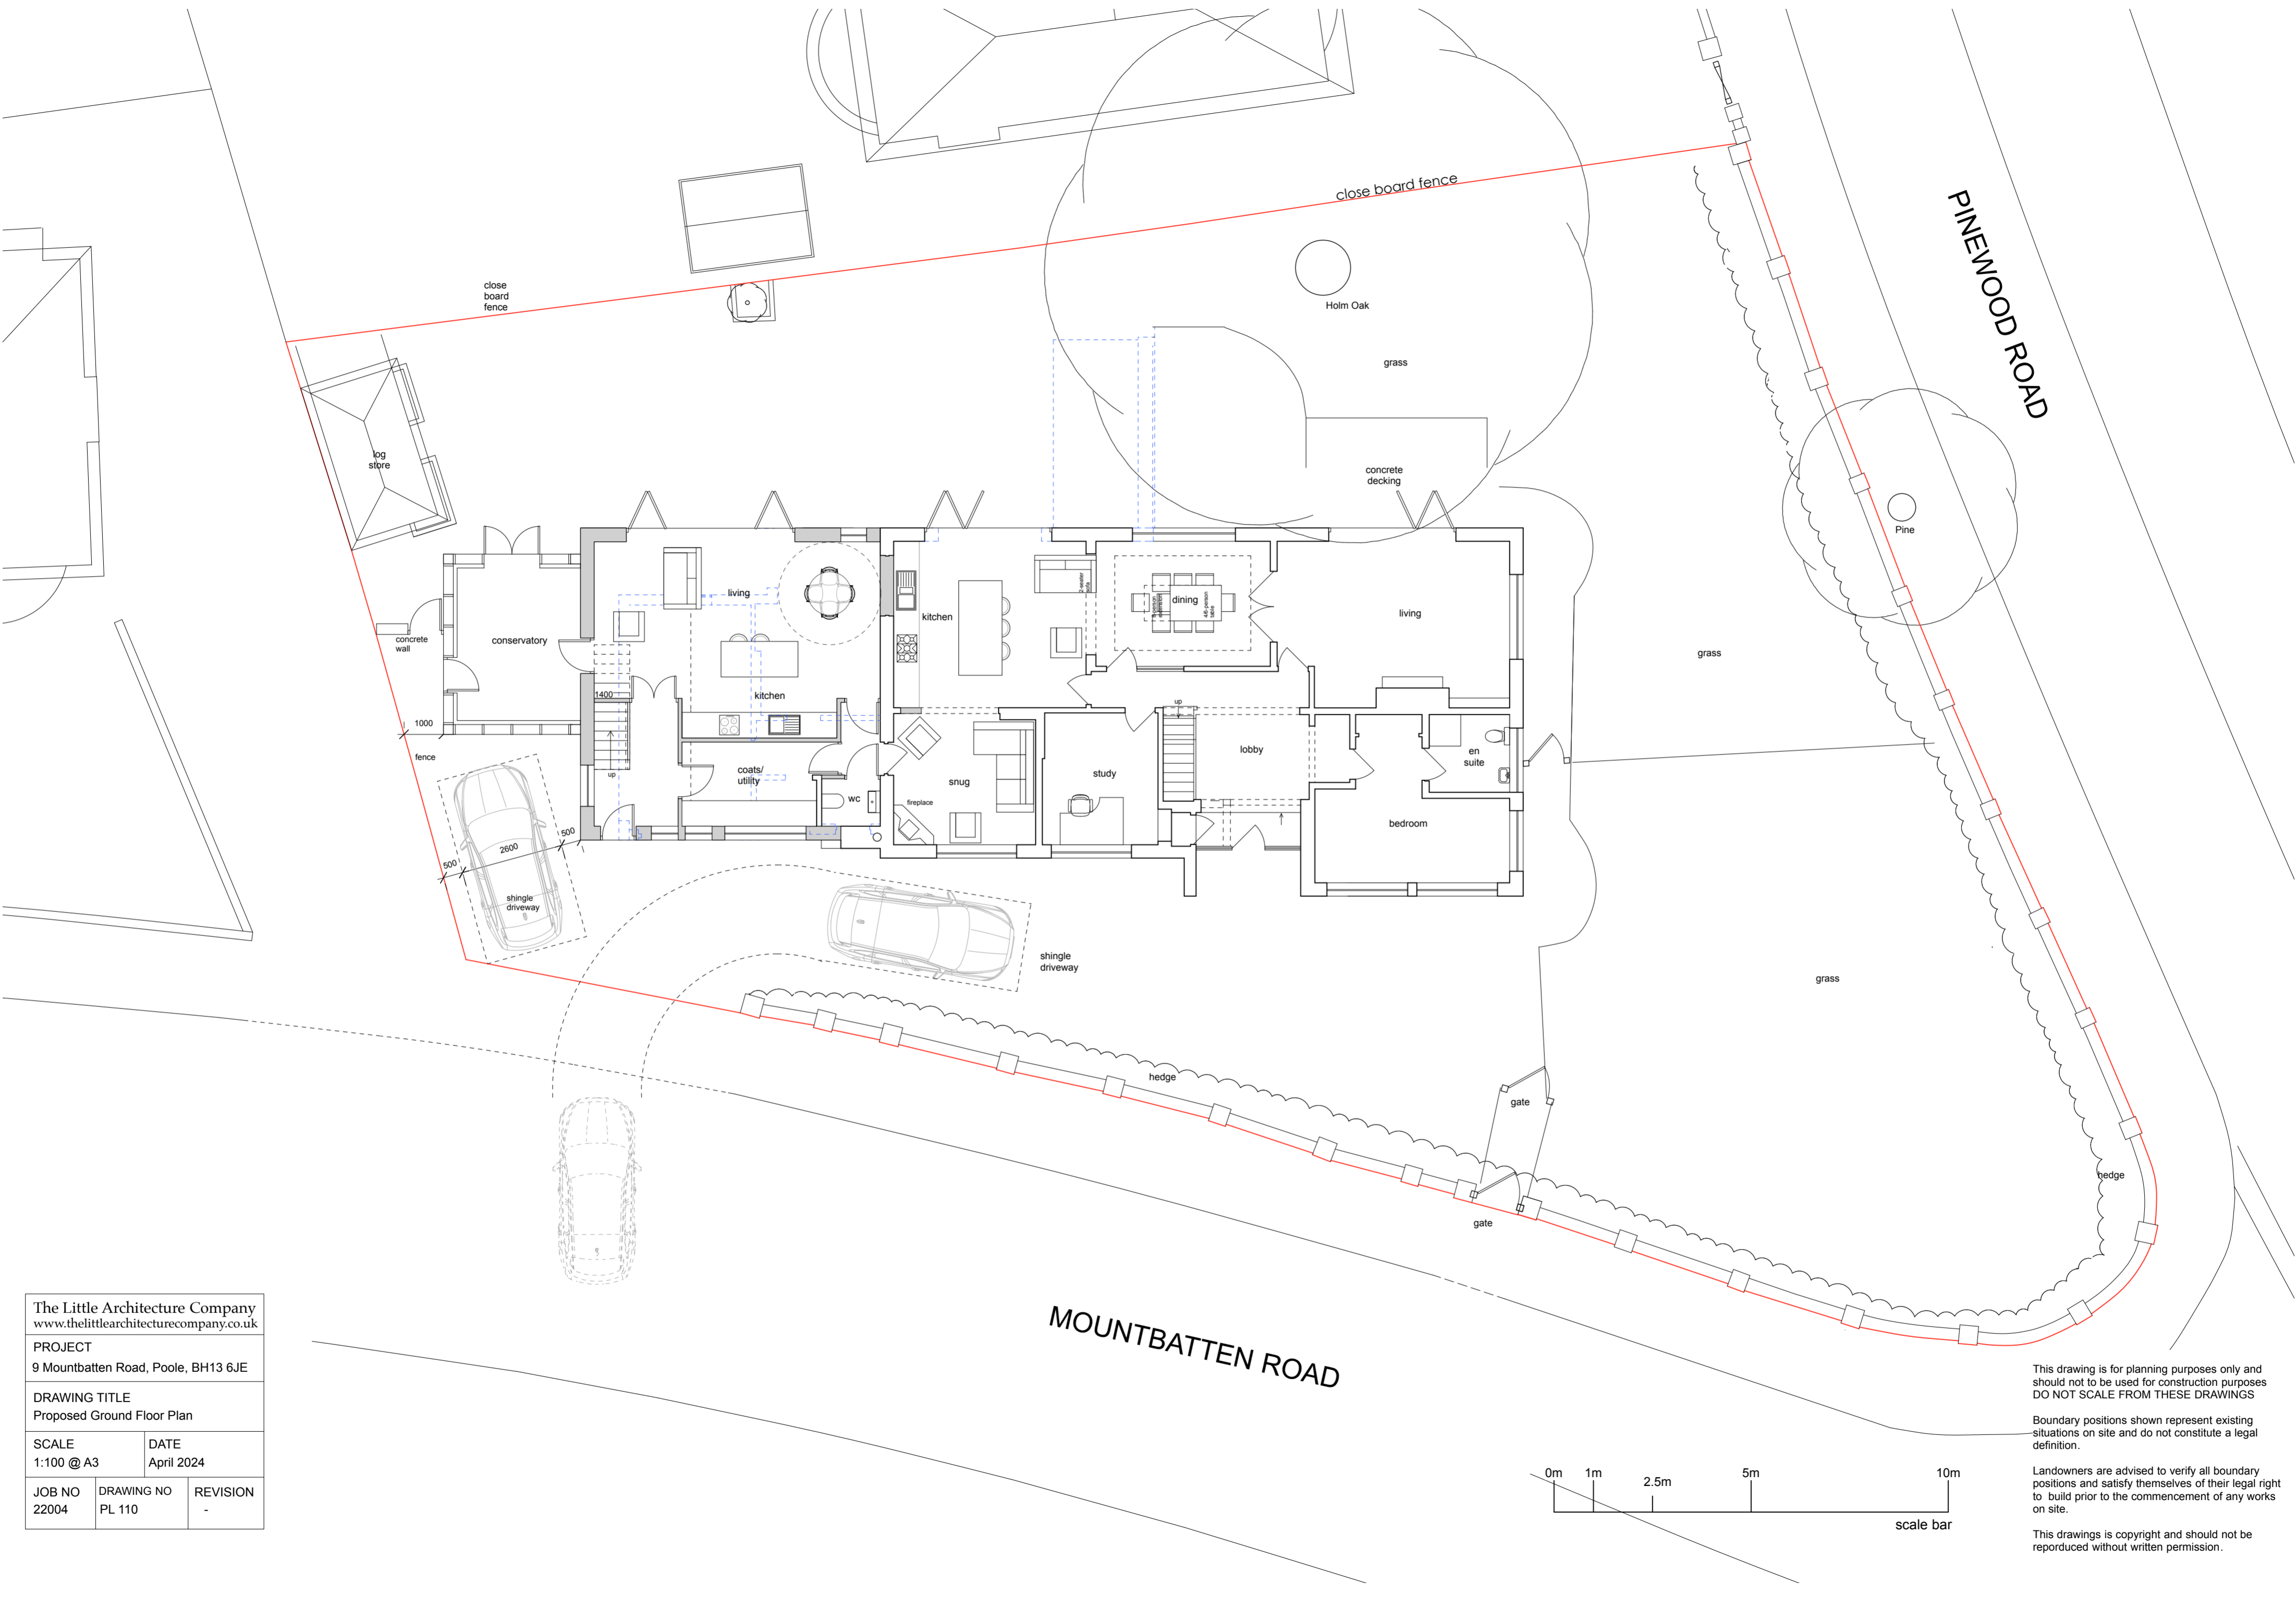 close board fence
PINEWOOD ROAD
close
board
fence
Holm Oak
grass
log
store
concrete
decking
Pine
living
2-seater
sofa
kitchen
dining
4/6-person
table
living
concrete
wall
conservatory
grass
1400
kitchen
up
1000
lobby
fence
en
suite
coats/
utility
up
snug
study
wc
fireplace
bedroom
500
2600
500
shingle
driveway
shingle
driveway
grass
hedge
gate
hedge
gate
MOUNTBATTEN ROAD
The Little Architecture Company
www.thelittlearchitecturecompany.co.uk
PROJECT
9 Mountbatten Road, Poole, BH13 6JE
DRAWING TITLE
Proposed Ground Floor Plan
SCALE
1:100 @ A3
DATE
April 2024
JOB NO
22004
DRAWING NO
PL 110
REVISION
-
0m 1m 2.5m 5m 10m
scale bar
This drawing is for planning purposes only and
should not to be used for construction purposes
DO NOT SCALE FROM THESE DRAWINGS
Boundary positions shown represent existing
situations on site and do not constitute a legal
definition.
Landowners are advised to verify all boundary
positions and satisfy themselves of their legal right
to build prior to the commencement of any works
on site.
This drawings is copyright and should not be
reporduced without written permission.